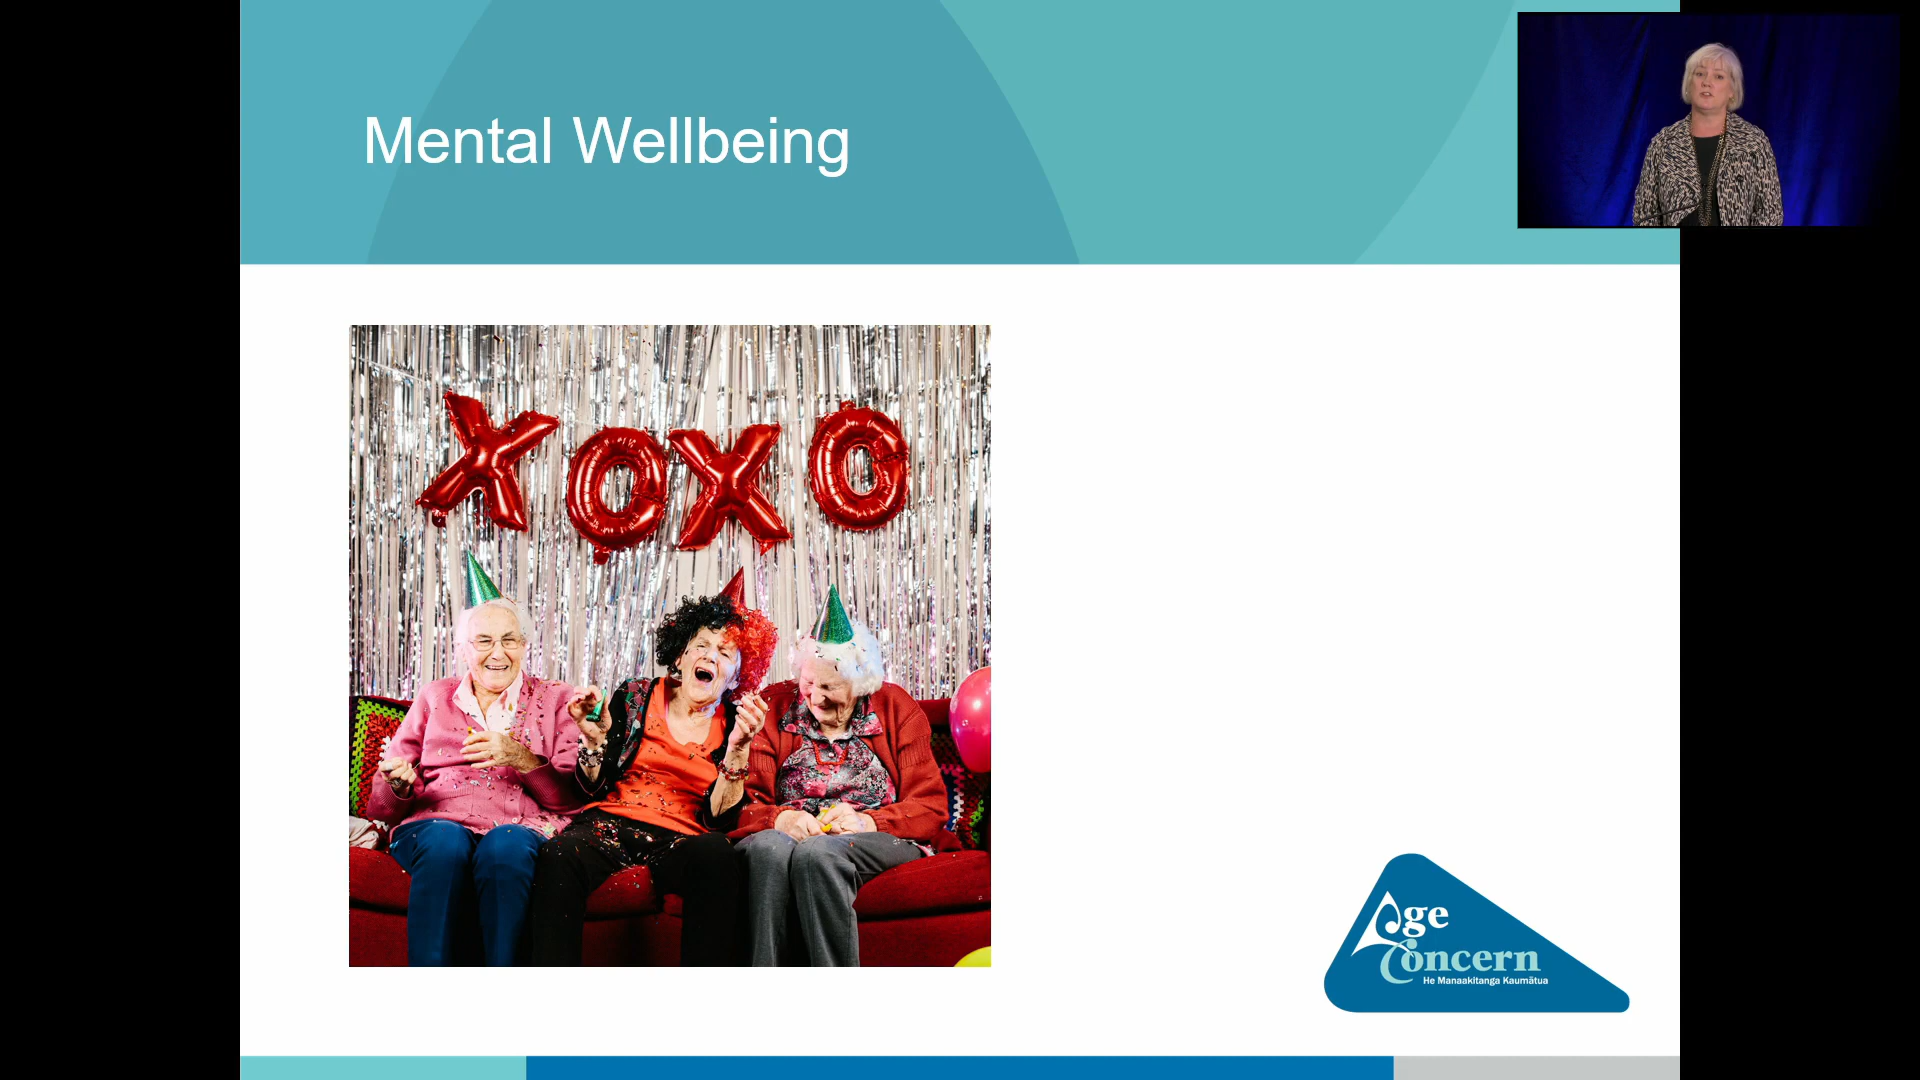 Mental Wellbeing
XOXO
Age
Concern
He Manaakitanga Kaumātua